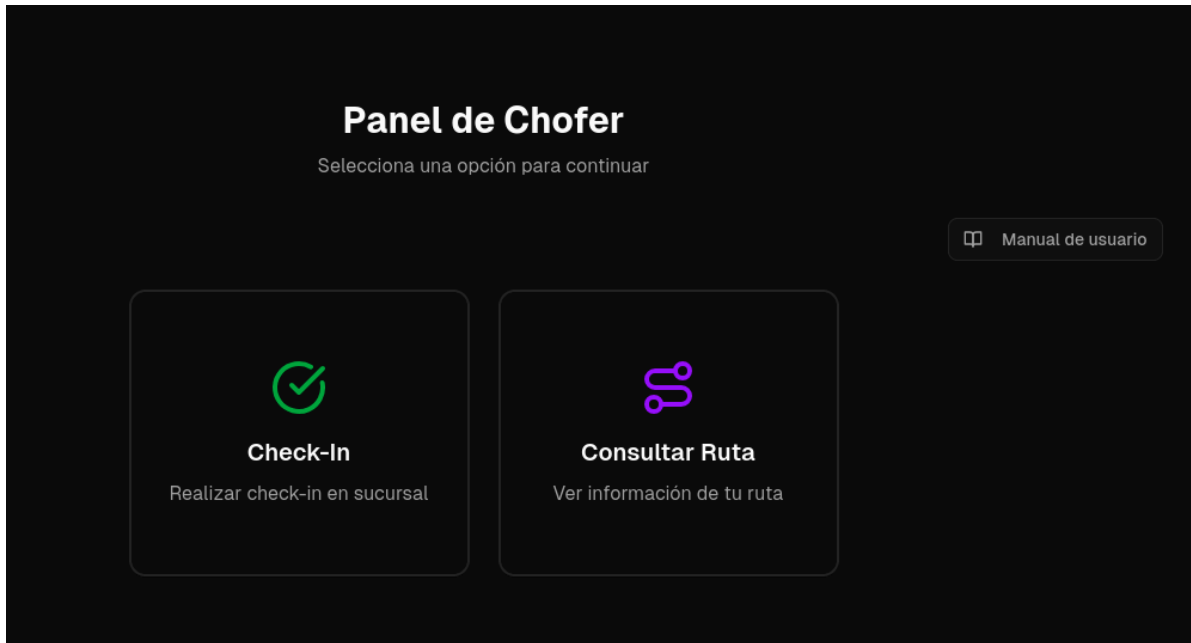 Panel de Chofer
Selecciona una opción para continuar
Manual de usuario
Check-In
Realizar check-in en sucursal
Consultar Ruta
Ver información de tu ruta